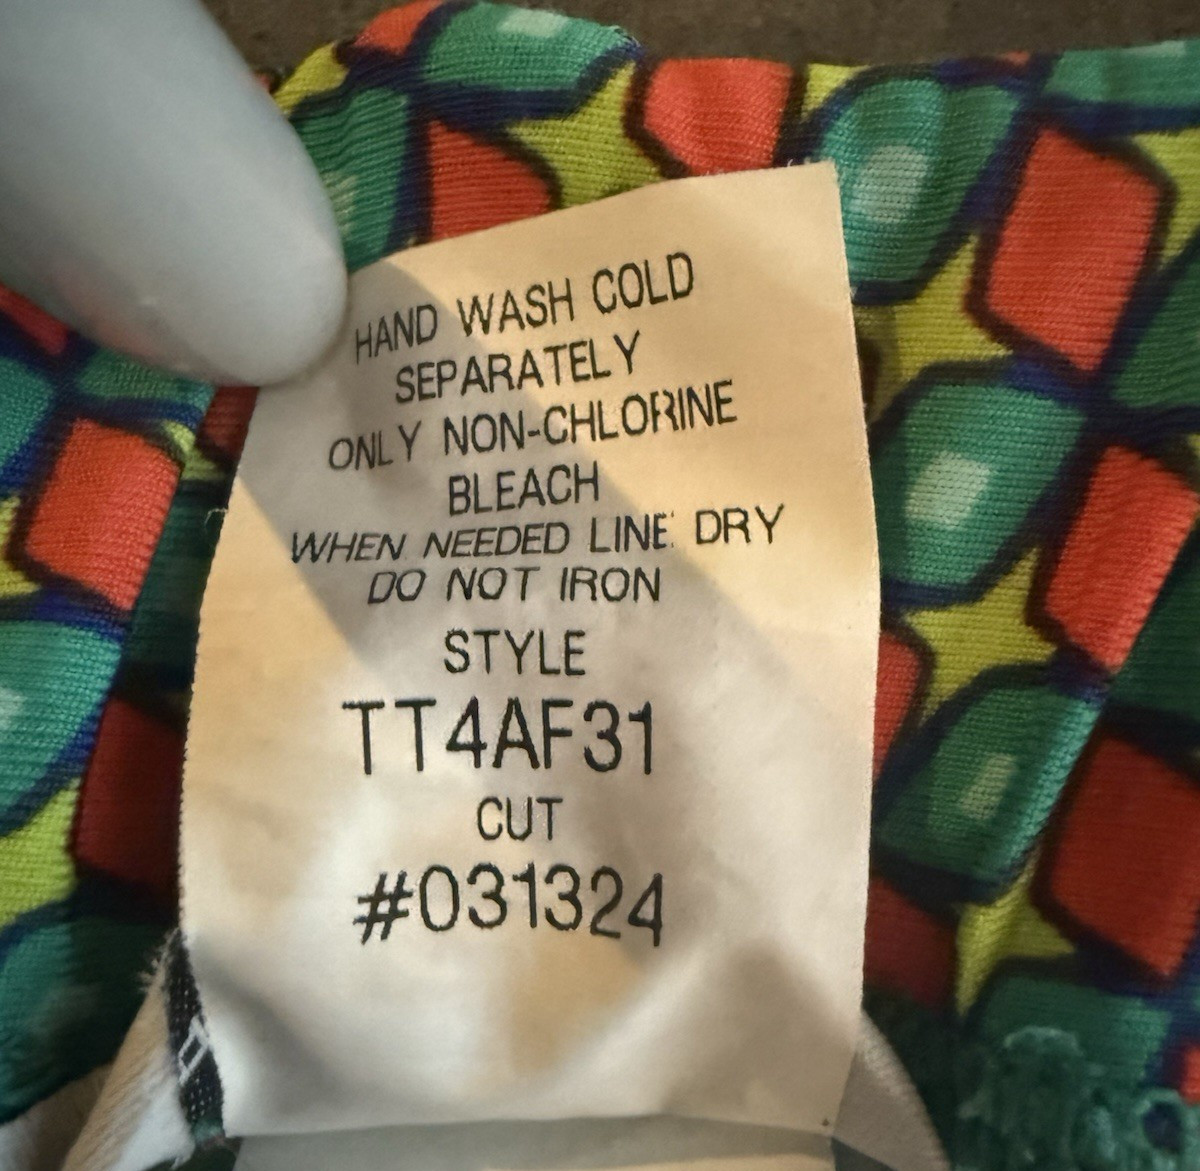 HAND WASH COLD
SEPARATELY
ONLY NON-CHLORINE
BLEACH
WHEN NEEDED LINE DRY
DO NOT IRON
STYLE
TT4AF31
CUT
#031324